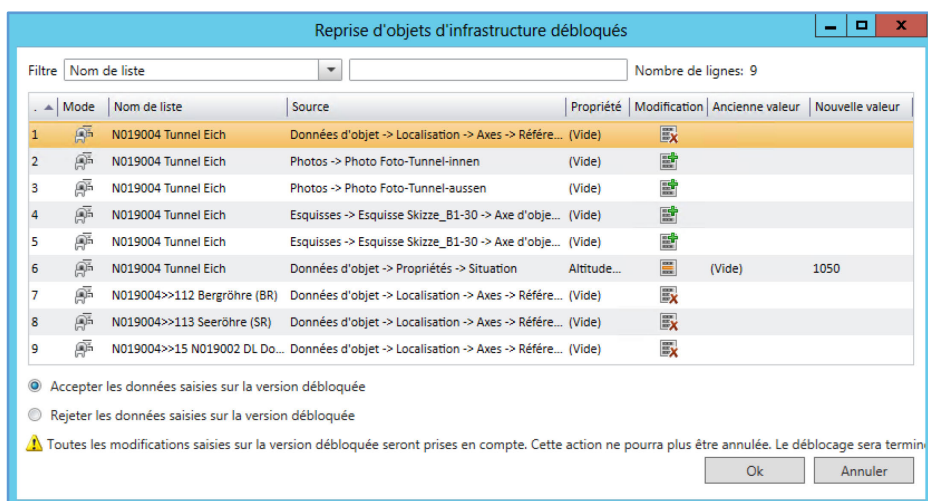 Reprise d'objets d'infrastructure débloqués
Filtre Nom de liste Nombre de lignes: 9
. Mode Nom de liste Source Propriété Modification Ancienne valeur Nouvelle valeur
1 N019004 Tunnel Eich Données d'objet -> Localisation -> Axes -> Référe... (Vide)
2 N019004 Tunnel Eich Photos -> Photo Foto-Tunnel-innen (Vide)
3 N019004 Tunnel Eich Photos -> Photo Foto-Tunnel-aussen (Vide)
4 N019004 Tunnel Eich Esquisses -> Esquisse Skizze_B1-30 -> Axe d'obje... (Vide)
5 N019004 Tunnel Eich Esquisses -> Esquisse Skizze_B1-30 -> Axe d'obje... (Vide)
6 N019004 Tunnel Eich Données d'objet -> Propriétés -> Situation Altitude... (Vide) 1050
7 N019004>>112 Bergröhre (BR) Données d'objet -> Localisation -> Axes -> Référe... (Vide)
8 N019004>>113 Seeröhre (SR) Données d'objet -> Localisation -> Axes -> Référe... (Vide)
9 N019004>>15 N019002 DL Do... Données d'objet -> Localisation -> Axes -> Référe... (Vide)
Accepter les données saisies sur la version débloquée
Rejeter les données saisies sur la version débloquée
Toutes les modifications saisies sur la version débloquée seront prises en compte. Cette action ne pourra plus être annulée. Le déblocage sera termin
Ok Annuler